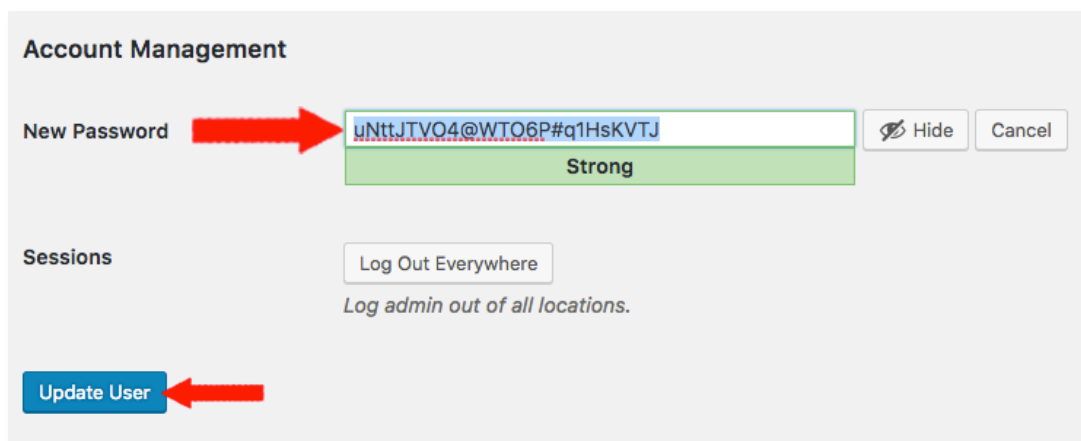 Account Management
New Password
uNttJTVO4@WTO6P#q1HsKVTJ
Hide
Cancel
Strong
Sessions
Log Out Everywhere
Log admin out of all locations.
Update User